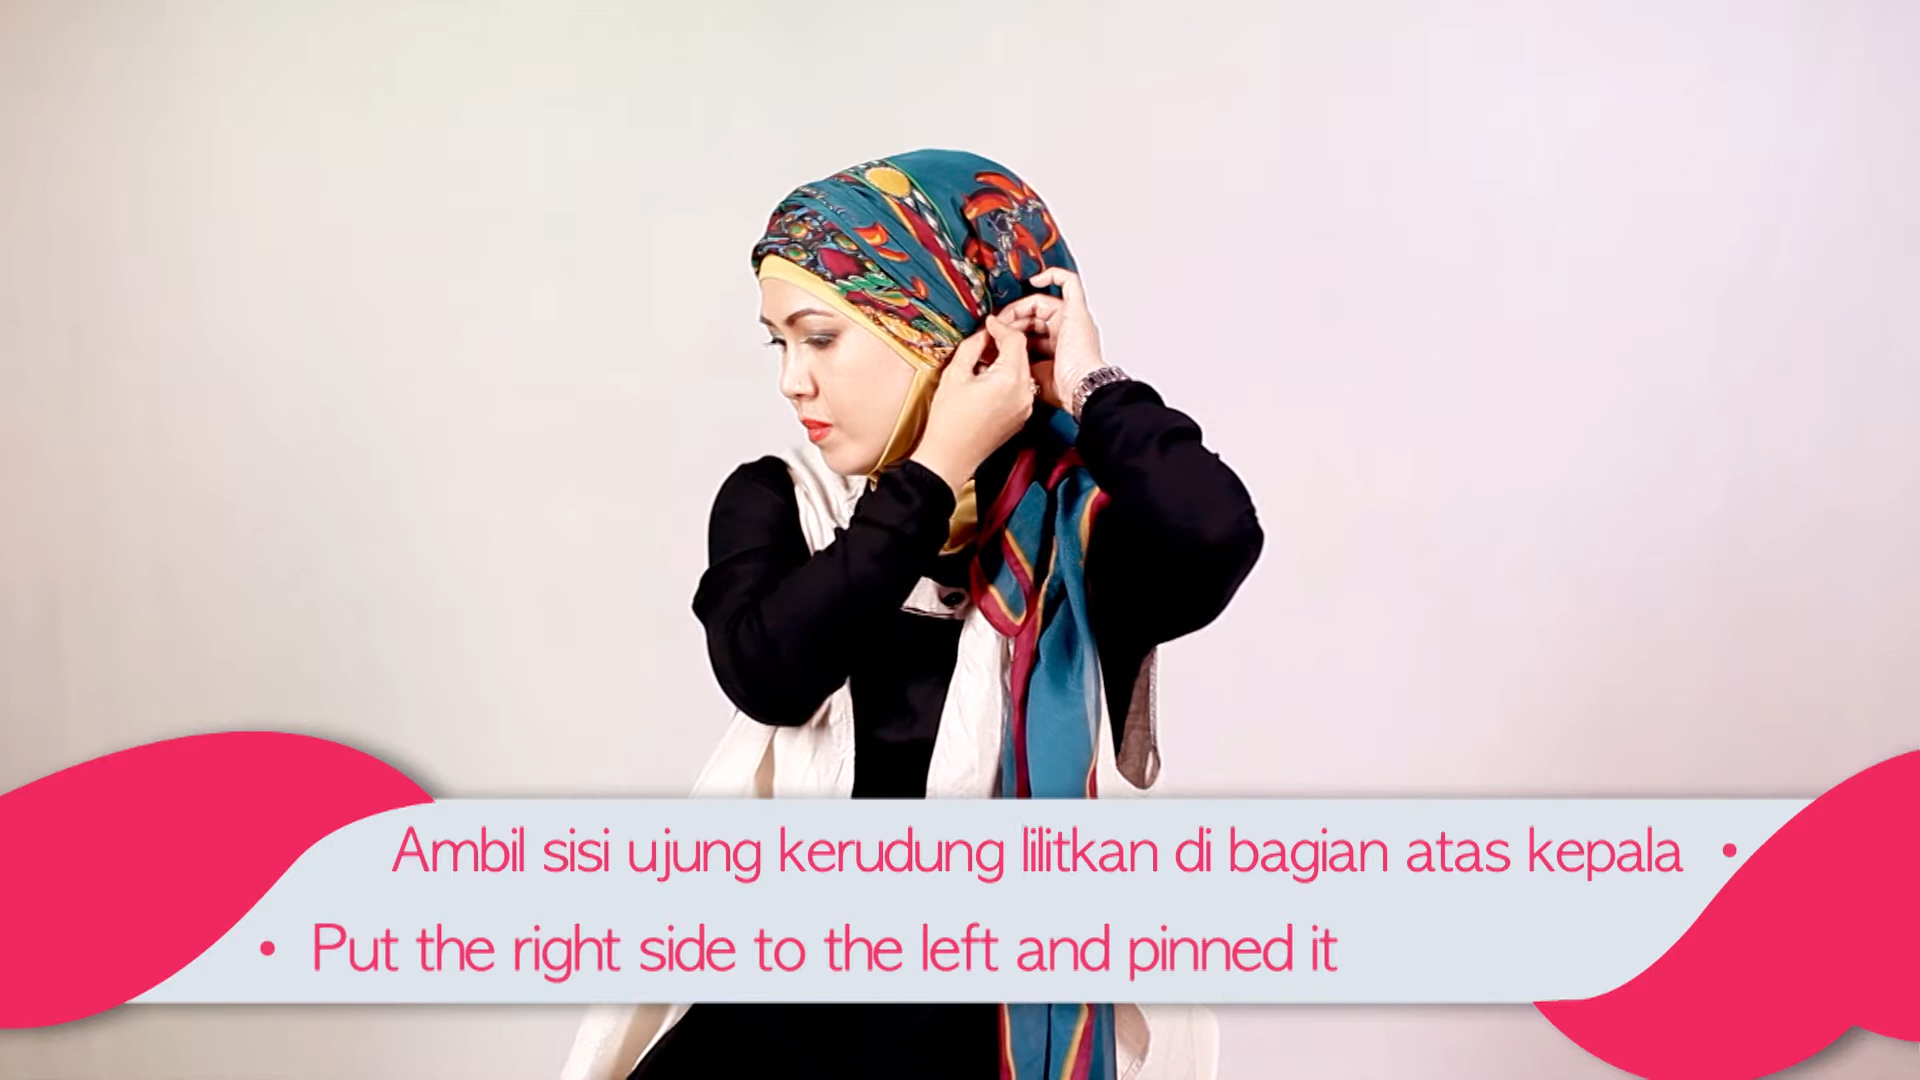 Ambil sisi ujung kerudung lilitkan di bagian atas kepala •
• Put the right side to the left and pinned it